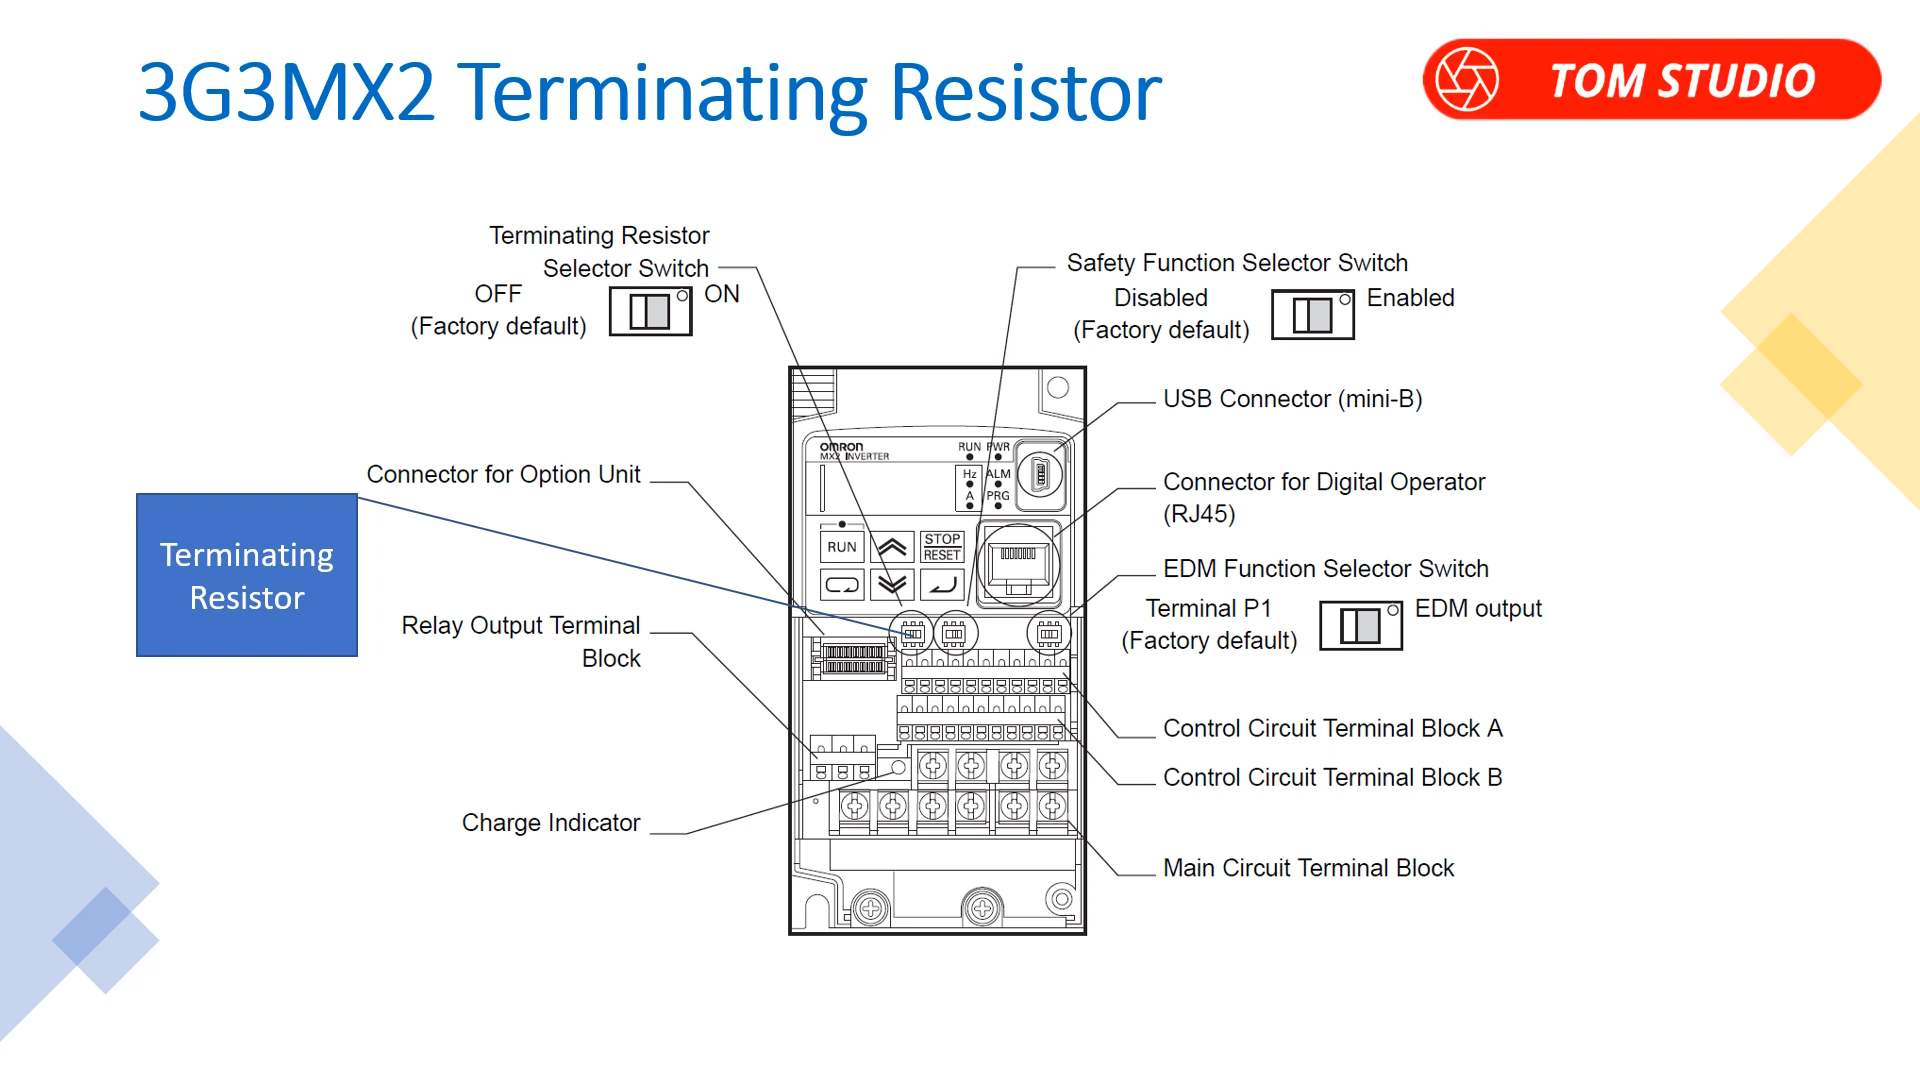 3G3MX2 Terminating Resistor
TOM STUDIO
Terminating Resistor
Selector Switch
OFF
(Factory default)
ON
Safety Function Selector Switch
Disabled
(Factory default)
Enabled
USB Connector (mini-B)
Connector for Digital Operator
(RJ45)
EDM Function Selector Switch
Terminal P1
(Factory default)
EDM output
Control Circuit Terminal Block A
Control Circuit Terminal Block B
Main Circuit Terminal Block
Connector for Option Unit
Terminating
Resistor
Relay Output Terminal
Block
Charge Indicator
OMRON
MX2 INVERTER
RUN PWR
Hz ALM
A PRG
RUN
STOP
RESET